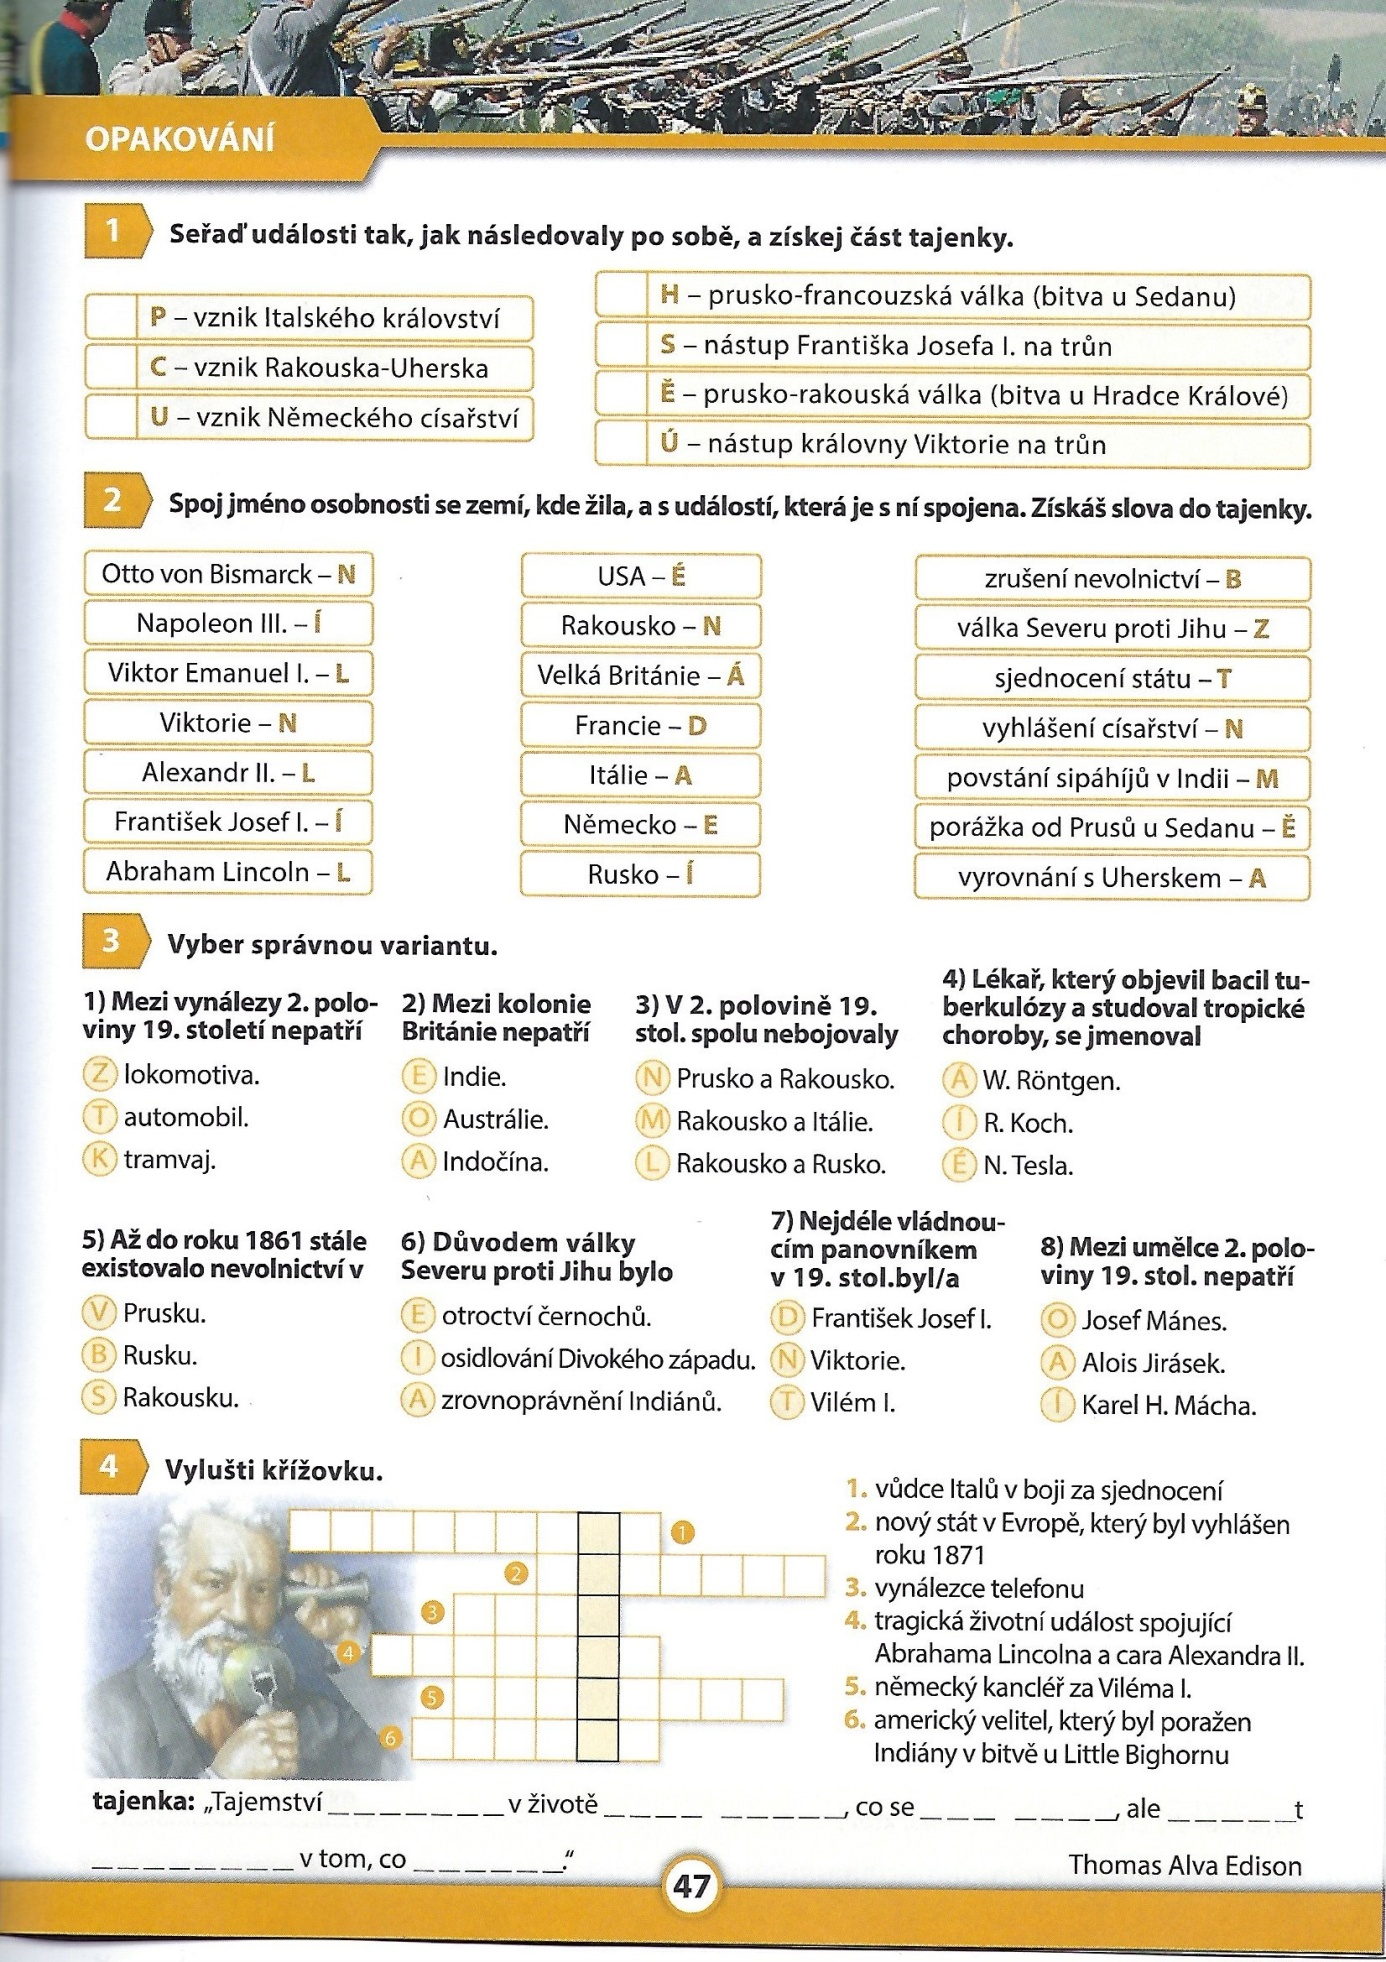 OPAKOVÁNÍ
1 Seřaď události tak, jak následovaly po sobě, a získej část tajenky.
P – vznik Italského království
C – vznik Rakouska-Uherska
U – vznik Německého císařství
H – prusko-francouzská válka (bitva u Sedanu)
S – nástup Františka Josefa I. na trůn
Ě – prusko-rakouská válka (bitva u Hradce Králové)
Ú – nástup královny Viktorie na trůn
2 Spoj jméno osobnosti se zemí, kde žila, a s událostí, která je s ní spojena. Získáš slova do tajenky.
Otto von Bismarck – N
Napoleon III. – Í
Viktor Emanuel I. – L
Viktorie – N
Alexandr II. – L
František Josef I. – Í
Abraham Lincoln – L
USA – É
Rakousko – N
Velká Británie – Á
Francie – D
Itálie – A
Německo – E
Rusko – Í
zrušení nevolnictví – B
válka Severu proti Jihu – Z
sjednocení státu – T
vyhlášení císařství – N
povstání sipáhíjů v Indii – M
porážka od Prusů u Sedanu – Ě
vyrovnání s Uherskem – A
3 Vyber správnou variantu.
1) Mezi vynálezy 2. polo-
viny 19. století nepatří
Z lokomotiva.
T automobil.
K tramvaj.
2) Mezi kolonie
Británie nepatří
E Indie.
O Austrálie.
A Indočína.
3) V 2. polovině 19.
stol. spolu nebojovaly
N Prusko a Rakousko.
M Rakousko a Itálie.
L Rakousko a Rusko.
4) Lékař, který objevil bacil tu-
berkulózy a studoval tropické
choroby, se jmenoval
Á W. Röntgen.
Í R. Koch.
É N. Tesla.
5) Až do roku 1861 stále
existovalo nevolnictví v
V Prusku.
B Rusku.
S Rakousku.
6) Důvodem války
Severu proti Jihu bylo
E otroctví černochů.
I osidlování Divokého západu.
A zrovnoprávnění Indiánů.
7) Nejdéle vládnou-
cím panovníkem
v 19. stol.byl/a
D František Josef I.
N Viktorie.
T Vilém I.
8) Mezi umělce 2. polo-
viny 19. stol. nepatří
O Josef Mánes.
A Alois Jirásek.
Í Karel H. Mácha.
4 Vylušti křížovku.
1
2
3
4
5
6
1. vůdce Italů v boji za sjednocení
2. nový stát v Evropě, který byl vyhlášen
roku 1871
3. vynálezce telefonu
4. tragická životní událost spojující
Abrahama Lincolna a cara Alexandra II.
5. německý kancléř za Viléma I.
6. americký velitel, který byl poražen
Indiány v bitvě u Little Bighornu
tajenka: „Tajemství _ _ _ _ _ _ _ v životě _ _ _ _ _ _ _ _ _, co se _ _ _ _ _ _ _, ale _ _ _ _ _ t
_ _ _ _ _ _ _ _ v tom, co _ _ _ _ _ _.“
Thomas Alva Edison
47